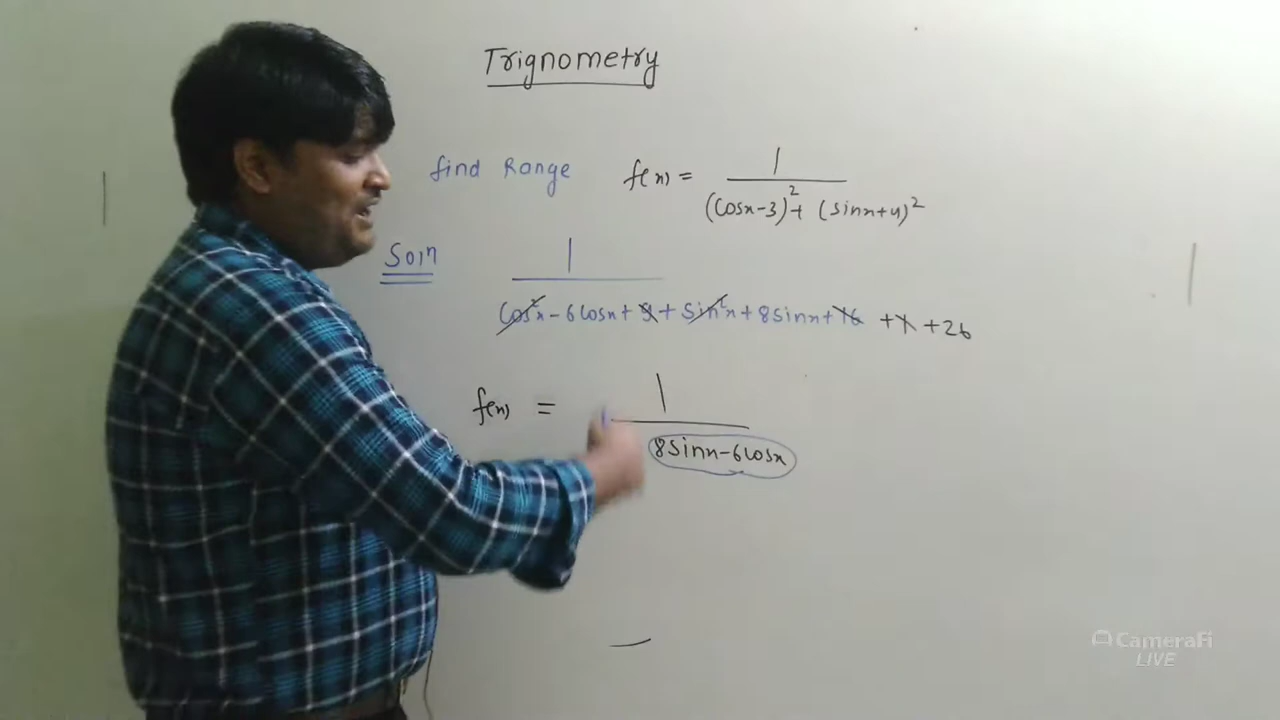 Trignometry
find Range f(x) = 1 / (Cosx-3)² + (sinx+4)²
Soln 1 / Cos²x - 6Cosx + 9 + Sin²x + 8sinx + 16 + 1 + 26
f(x) = 1 / 8sinx-6Cosx
CameraFi
LIVE